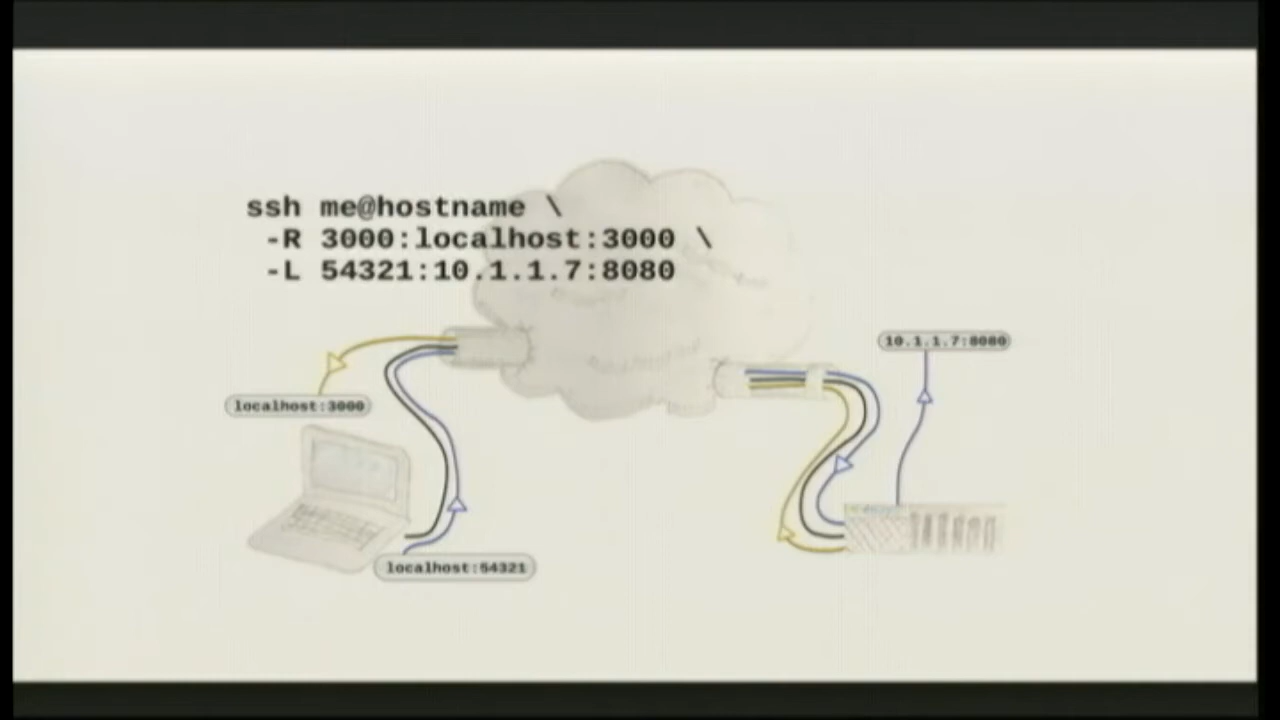 ssh me@hostname \
-R 3000:localhost:3000 \
-L 54321:10.1.1.7:8080
10.1.1.7:8080
localhost:3000
localhost:54321